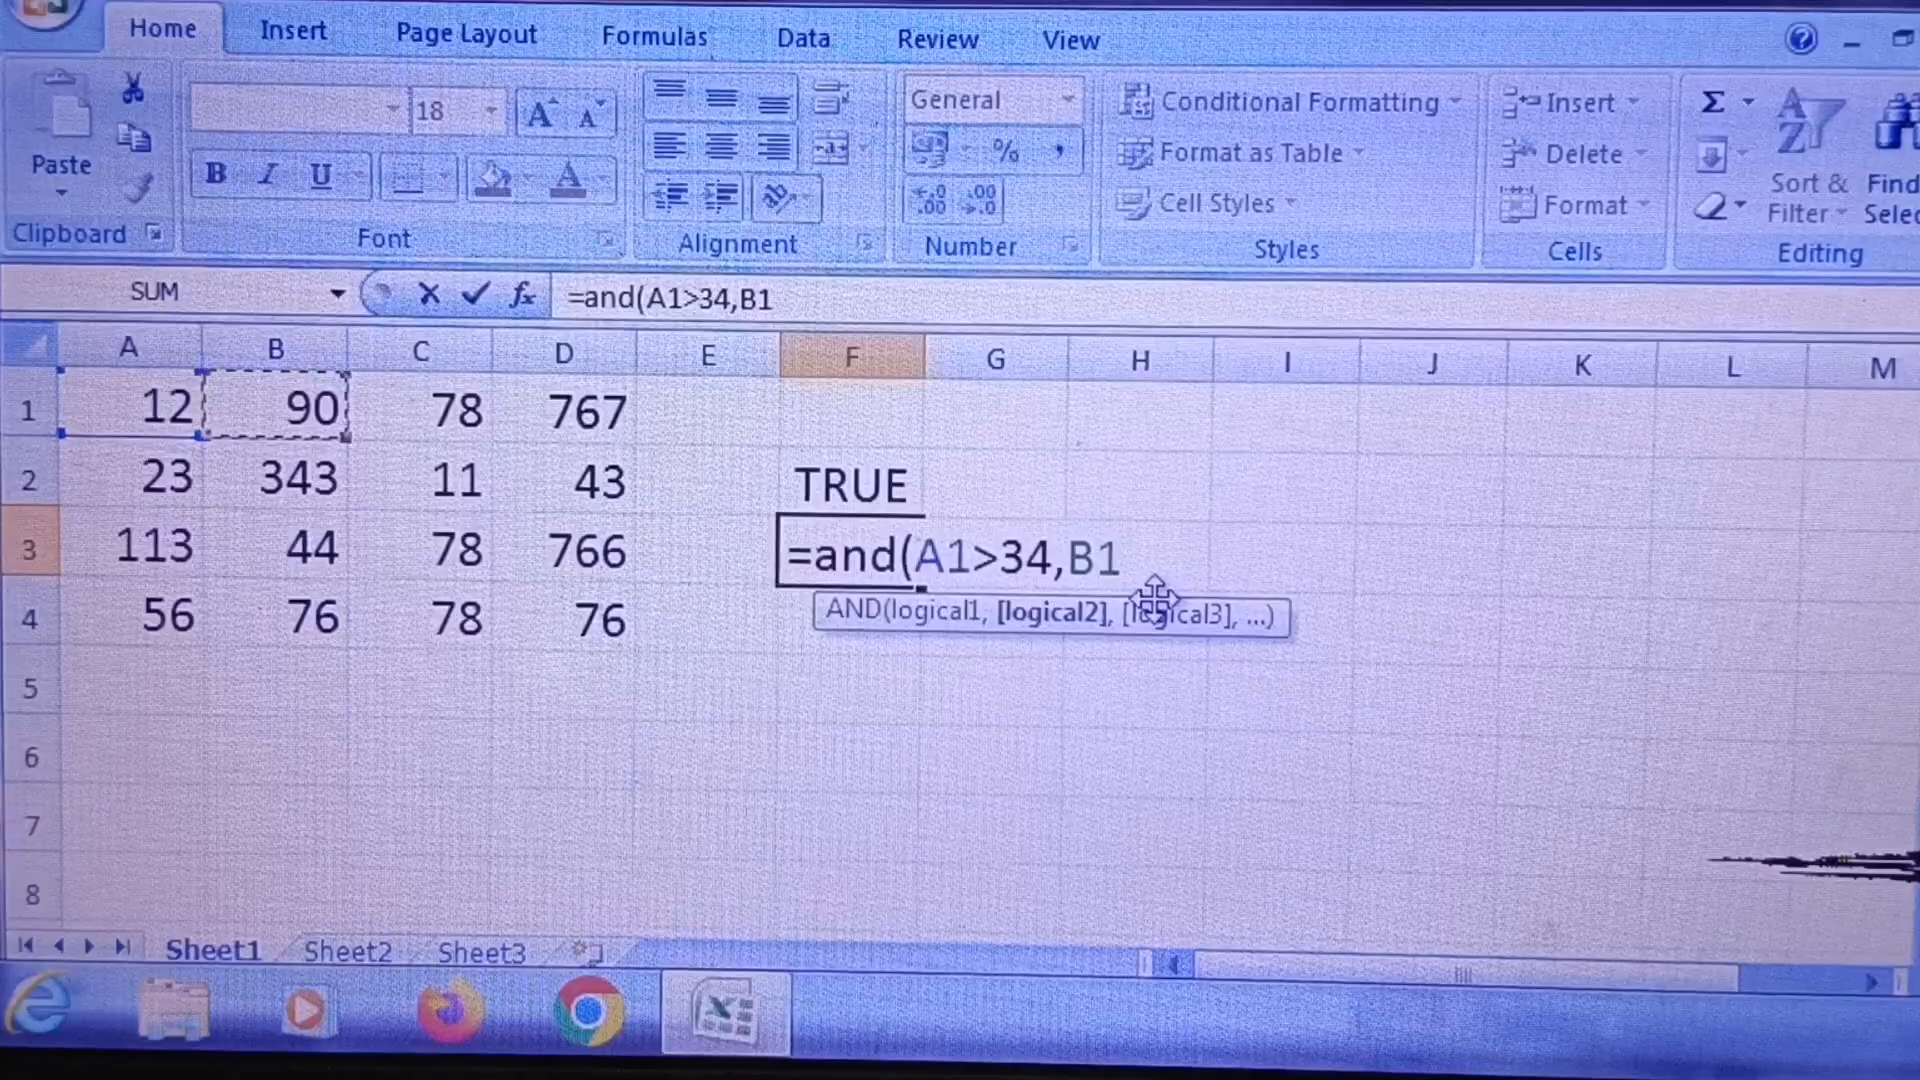 Home Insert Page Layout Formulas Data Review View
18 General Conditional Formatting Insert Σ
Paste B I U % , Format as Table Delete
Cell Styles Format Sort & Filter Find
Clipboard Font Alignment Number Styles Cells Editing
SUM fx =and(A1>34,B1
A B C D E F G H I J K L M
1 12 90 78 767
2 23 343 11 43 TRUE
3 113 44 78 766 =and(A1>34,B1
AND(logical1, [logical2], [logical3], ...)
4 56 76 78 76
5
6
7
8
Sheet1 Sheet2 Sheet3